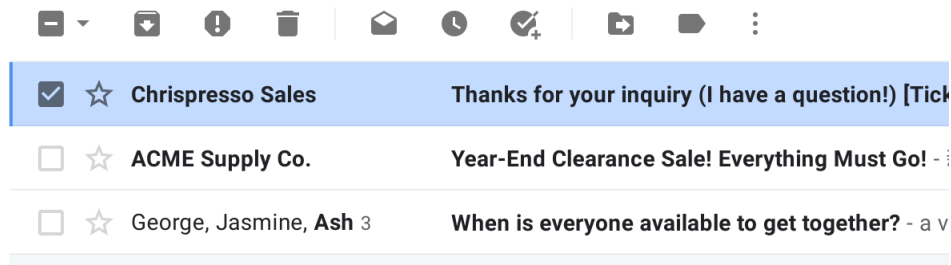 Chrispresso Sales Thanks for your inquiry (I have a question!) [Tick
ACME Supply Co. Year-End Clearance Sale! Everything Must Go! -
George, Jasmine, Ash 3 When is everyone available to get together? - a v